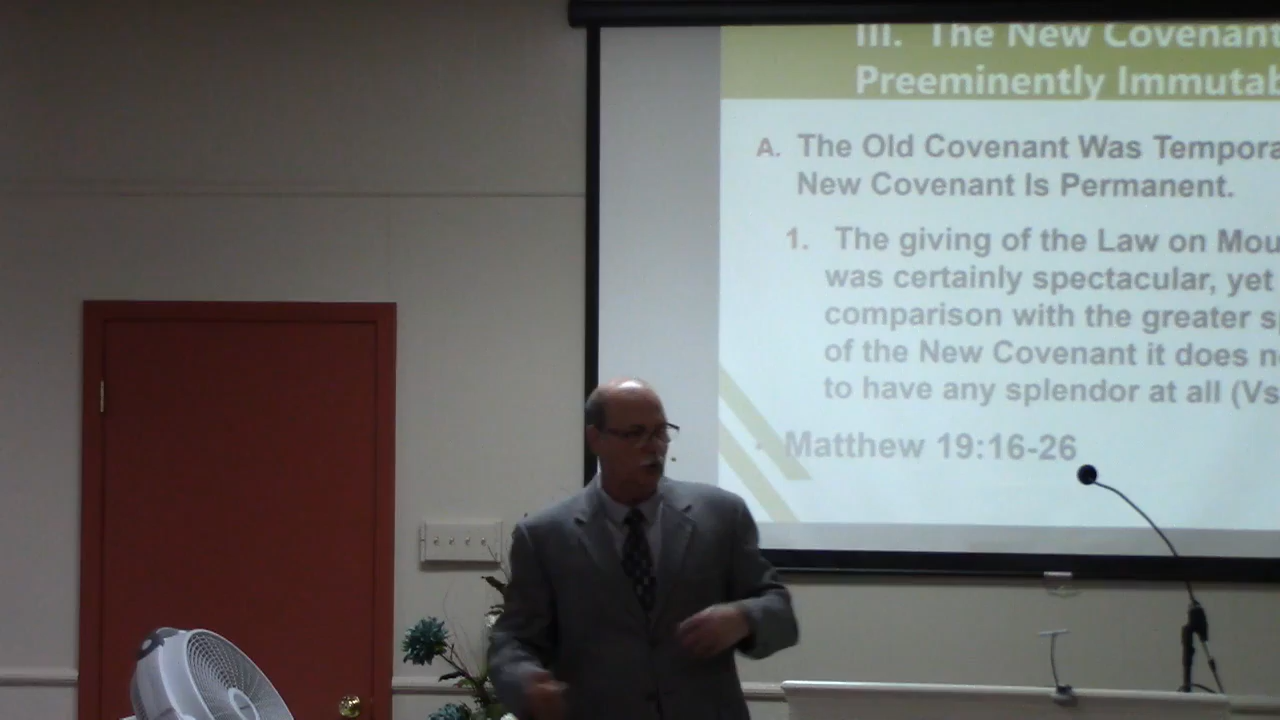 III. The New Covenant
Preeminently Immutab
A. The Old Covenant Was Tempora
New Covenant Is Permanent.
1. The giving of the Law on Mou
was certainly spectacular, yet
comparison with the greater s
of the New Covenant it does n
to have any splendor at all (Vs
Matthew 19:16-26